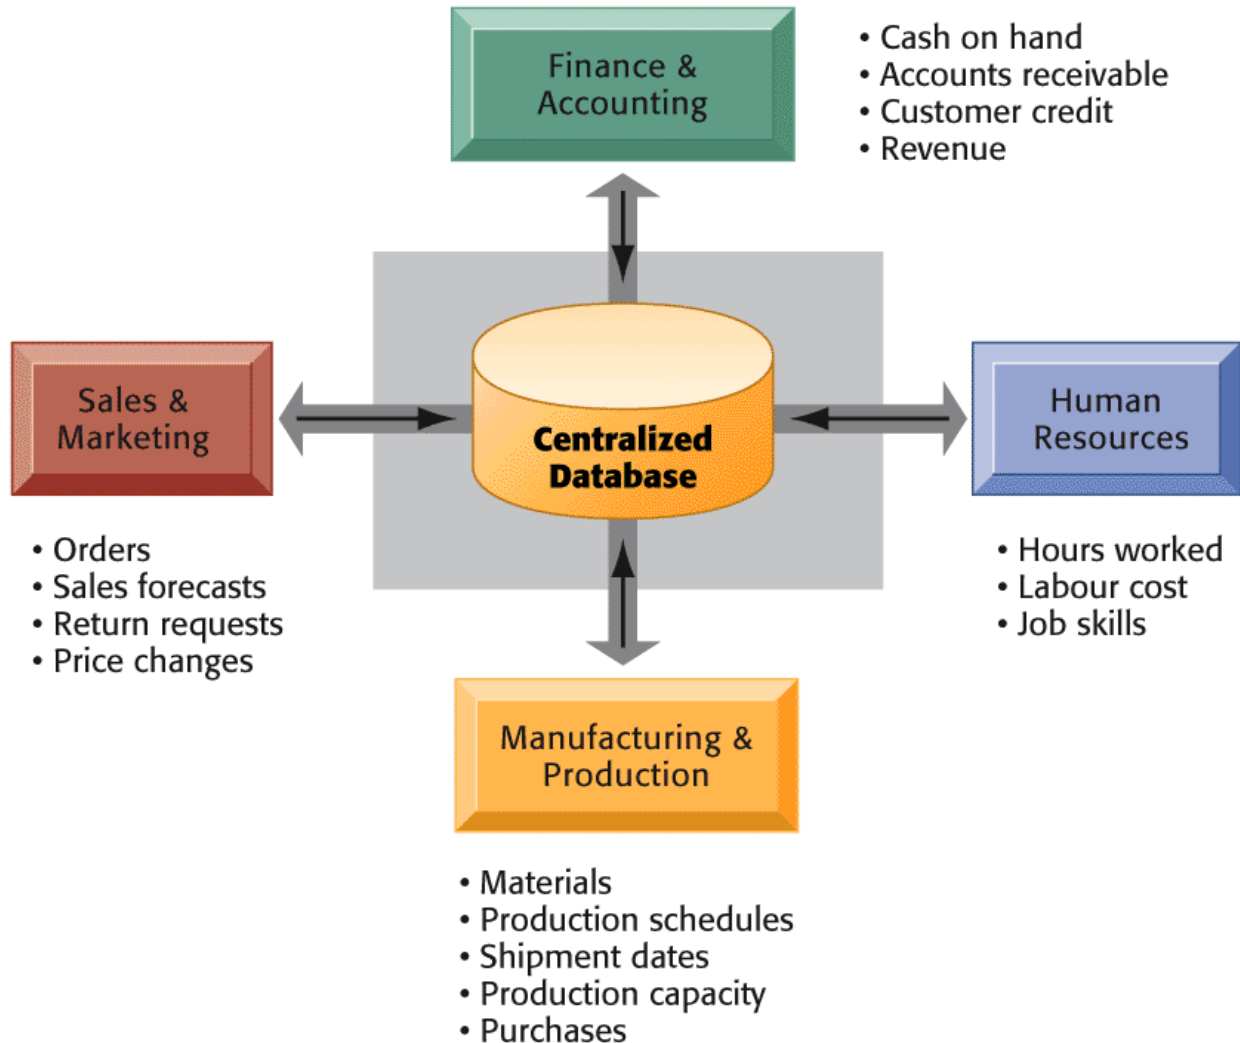 Finance &
Accounting
• Cash on hand
• Accounts receivable
• Customer credit
• Revenue
Sales &
Marketing
• Orders
• Sales forecasts
• Return requests
• Price changes
Centralized
Database
Human
Resources
• Hours worked
• Labour cost
• Job skills
Manufacturing &
Production
• Materials
• Production schedules
• Shipment dates
• Production capacity
• Purchases